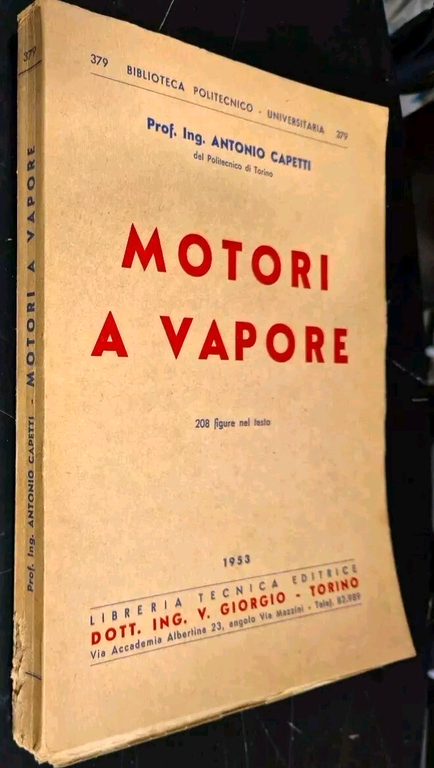 379 BIBLIOTECA POLITECNICO - UNIVERSITARIA 379
Prof. Ing. ANTONIO CAPETTI
del Politecnico di Torino
MOTORI
A VAPORE
208 figure nel testo
1953
LIBRERIA TECNICA EDITRICE
DOTT. ING. V. GIORGIO - TORINO
Via Accademia Albertina 23, angolo Via Mazzini - Telef. 82.989
379
Prof. Ing. ANTONIO CAPETTI - MOTORI A VAPORE